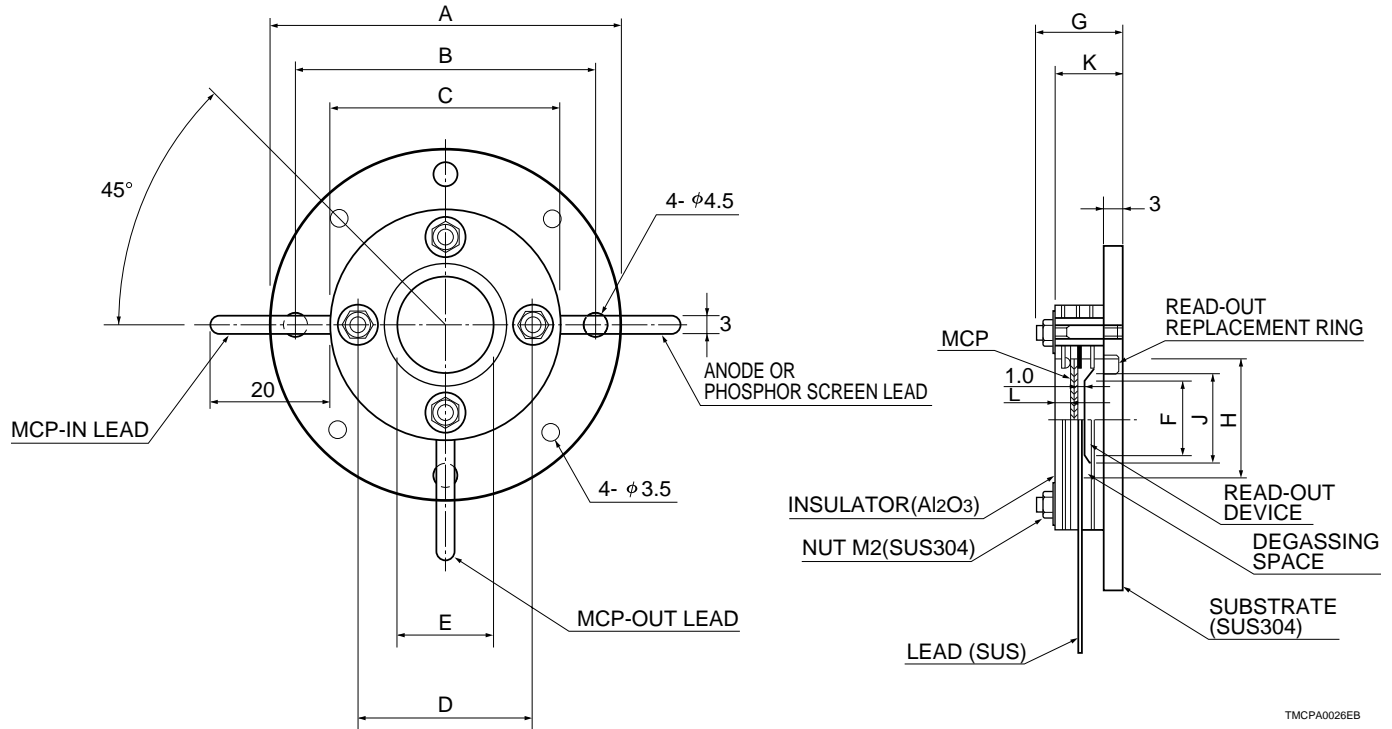 A
B
C
45°
4- φ4.5
3
ANODE OR
PHOSPHOR SCREEN LEAD
20
MCP-IN LEAD
4- φ3.5
MCP-OUT LEAD
E
D
G
K
3
READ-OUT
REPLACEMENT RING
MCP
1.0
L
F
J
H
INSULATOR(Al2O3)
READ-OUT
DEVICE
NUT M2(SUS304)
DEGASSING
SPACE
SUBSTRATE
(SUS304)
LEAD (SUS)
TMCPA0026EB